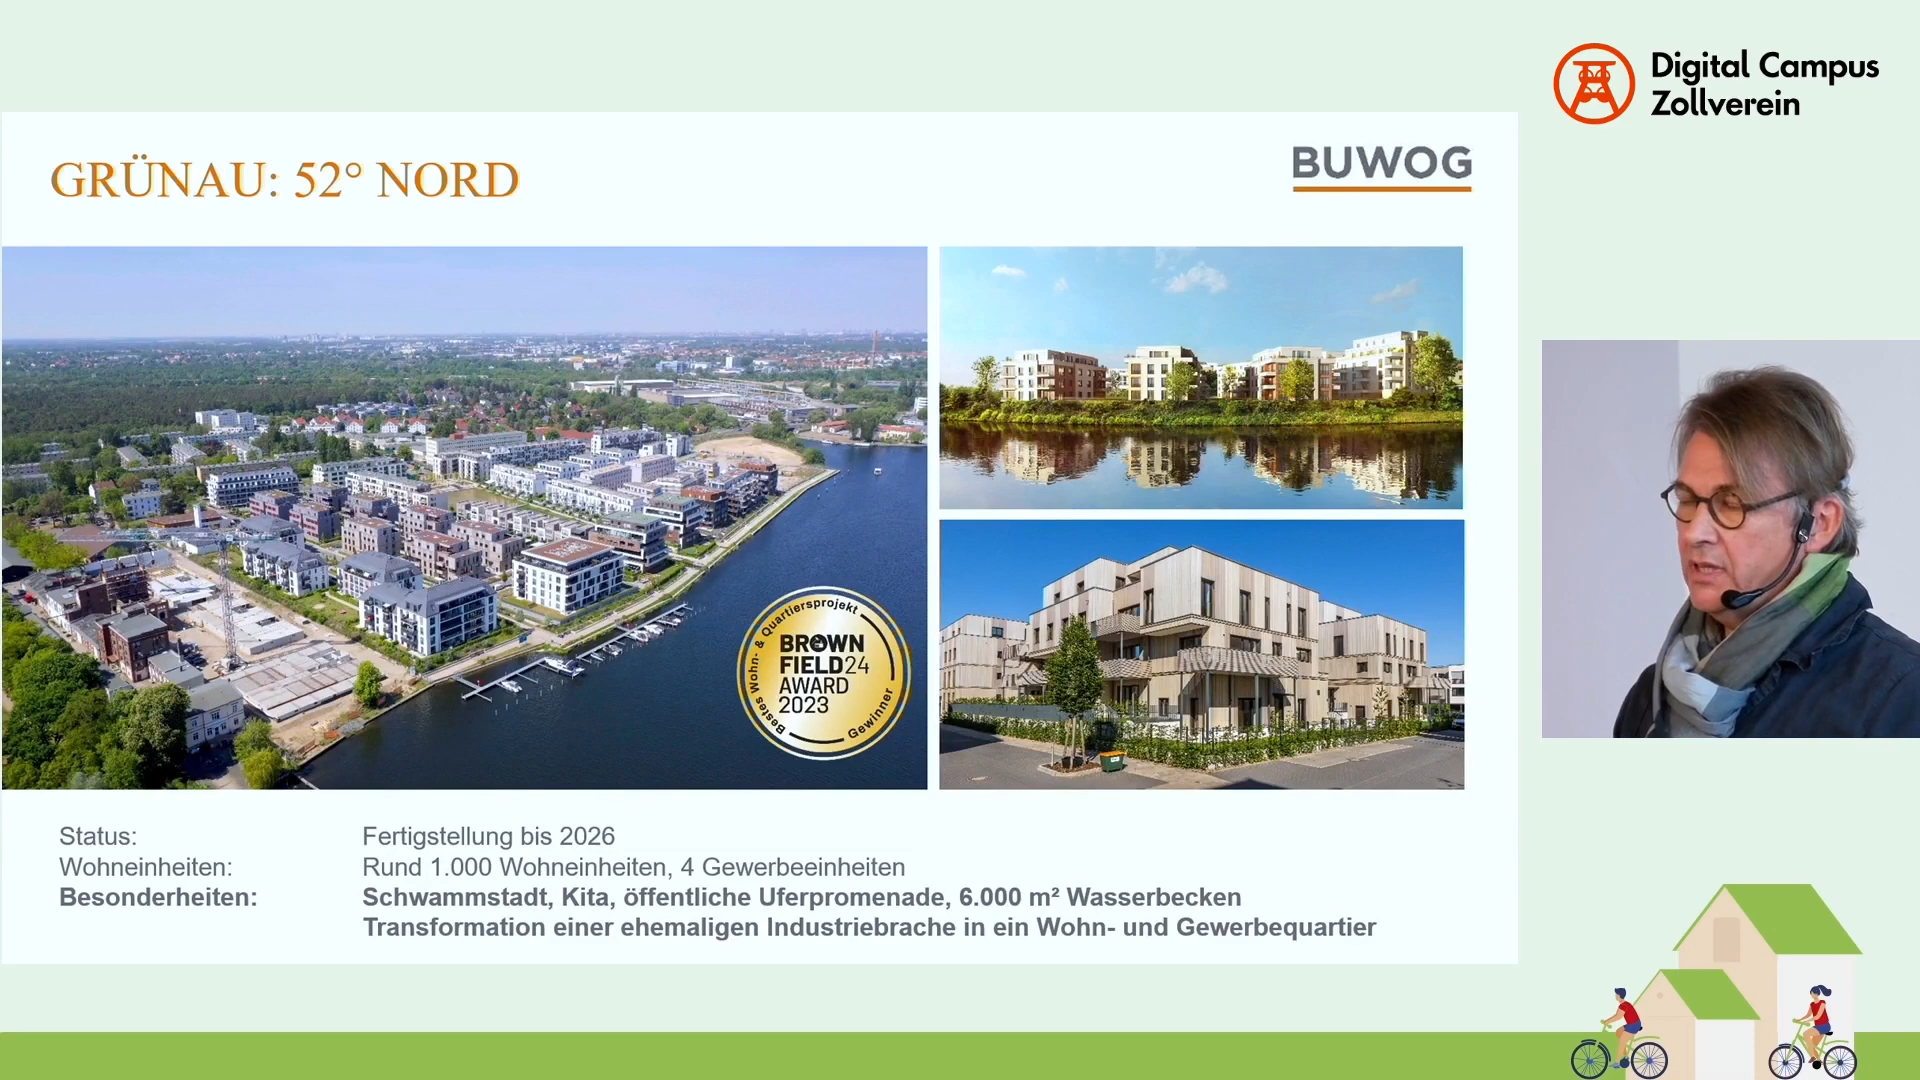 Digital Campus
Zollverein
GRÜNAU: 52° NORD
BUWOG
Bestes Wohn- & Quartiersprojekt
BROWN
FIELD24
AWARD
2023
Gewinner
Status: Fertigstellung bis 2026
Wohneinheiten: Rund 1.000 Wohneinheiten, 4 Gewerbeeinheiten
Besonderheiten: Schwammstadt, Kita, öffentliche Uferpromenade, 6.000 m² Wasserbecken
Transformation einer ehemaligen Industriebrache in ein Wohn- und Gewerbequartier